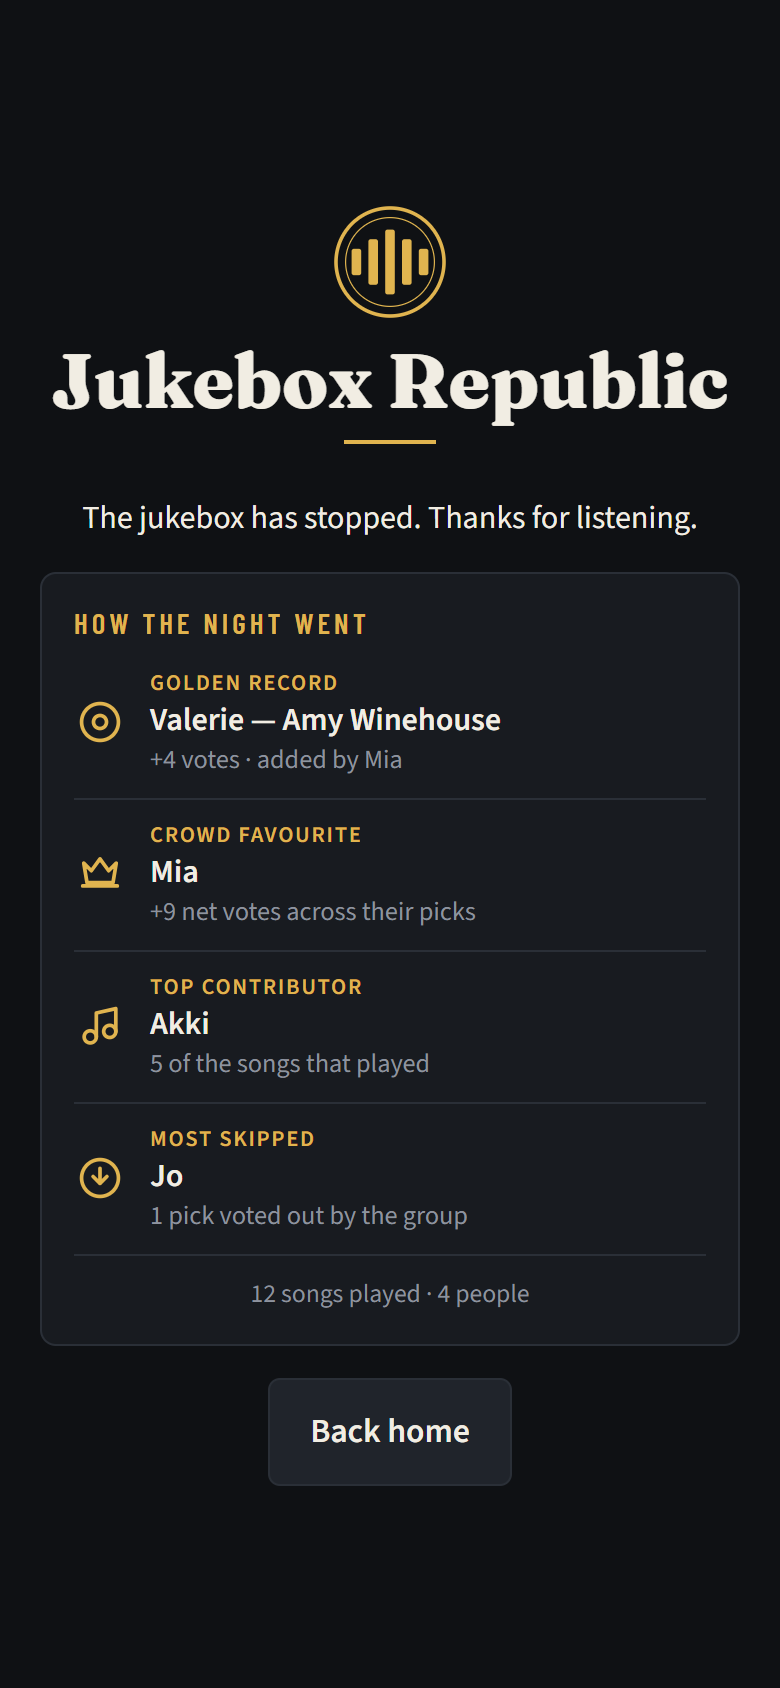 Jukebox Republic
The jukebox has stopped. Thanks for listening.
HOW THE NIGHT WENT
GOLDEN RECORD
Valerie — Amy Winehouse
+4 votes · added by Mia
CROWD FAVOURITE
Mia
+9 net votes across their picks
TOP CONTRIBUTOR
Akki
5 of the songs that played
MOST SKIPPED
Jo
1 pick voted out by the group
12 songs played · 4 people
Back home